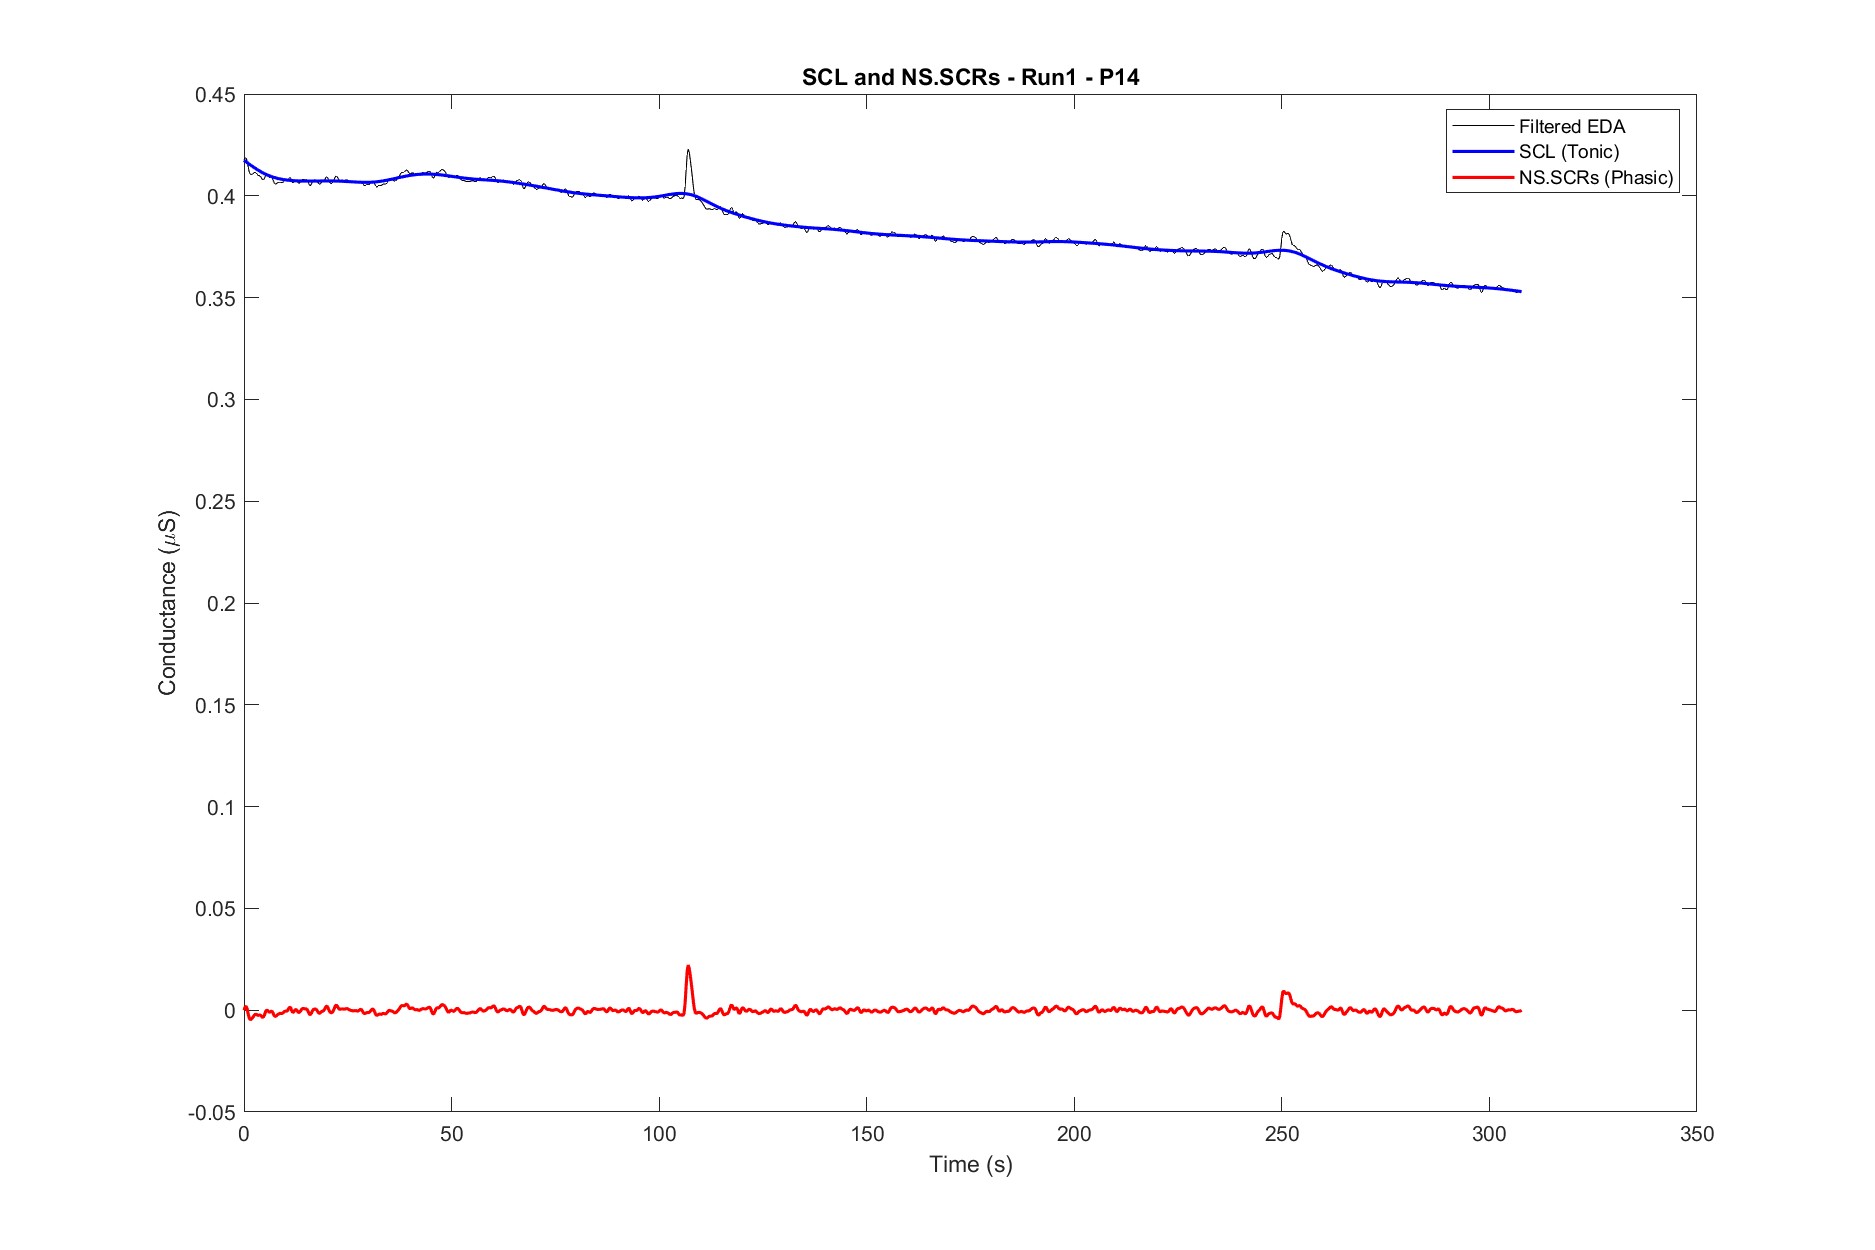 SCL and NS.SCRs - Run1 - P14
Filtered EDA
SCL (Tonic)
NS.SCRs (Phasic)
Conductance (μS)
0.45
0.4
0.35
0.3
0.25
0.2
0.15
0.1
0.05
0
-0.05
0 50 100 150 200 250 300 350
Time (s)